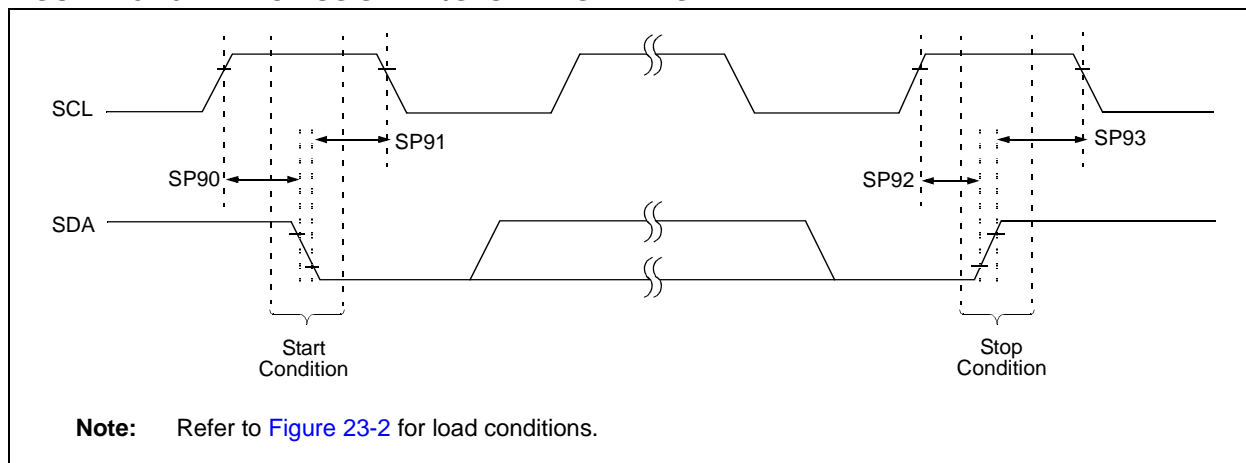 SCL
SP91
SP93
SP90
SP92
SDA
Start
Condition
Stop
Condition
Note: Refer to Figure 23-2 for load conditions.